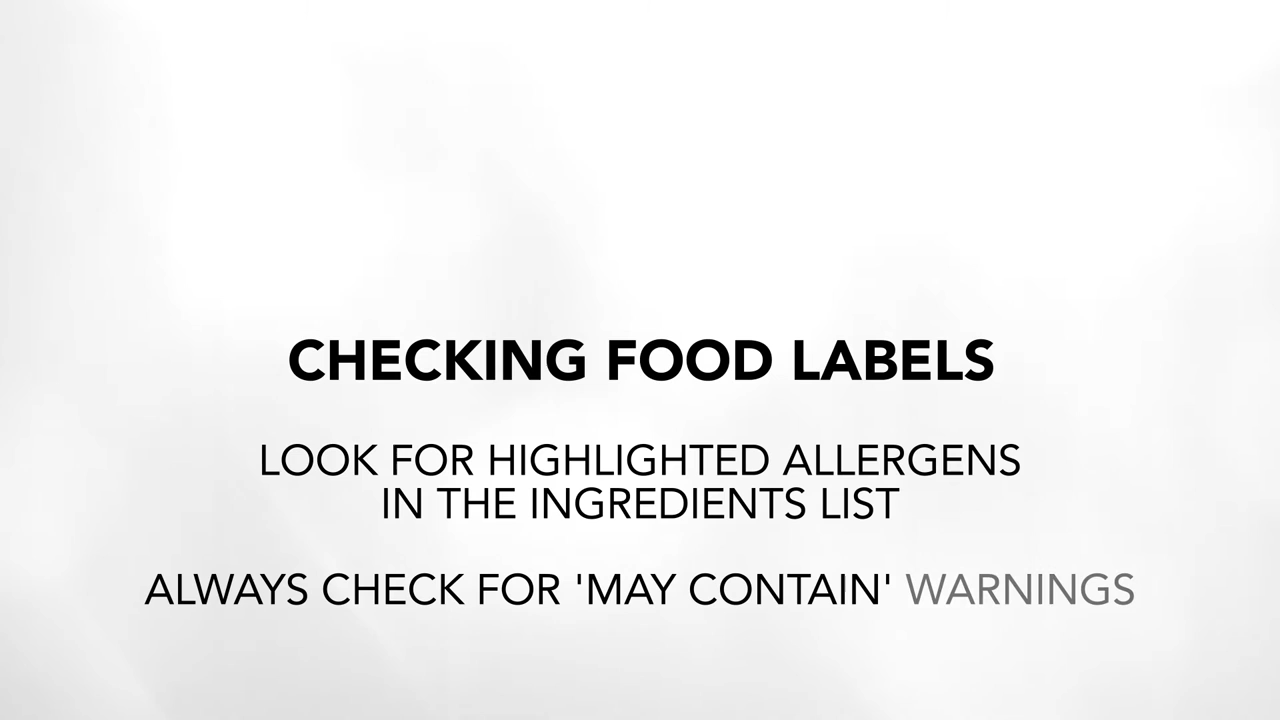 CHECKING FOOD LABELS
LOOK FOR HIGHLIGHTED ALLERGENS
IN THE INGREDIENTS LIST
ALWAYS CHECK FOR 'MAY CONTAIN' WARNINGS